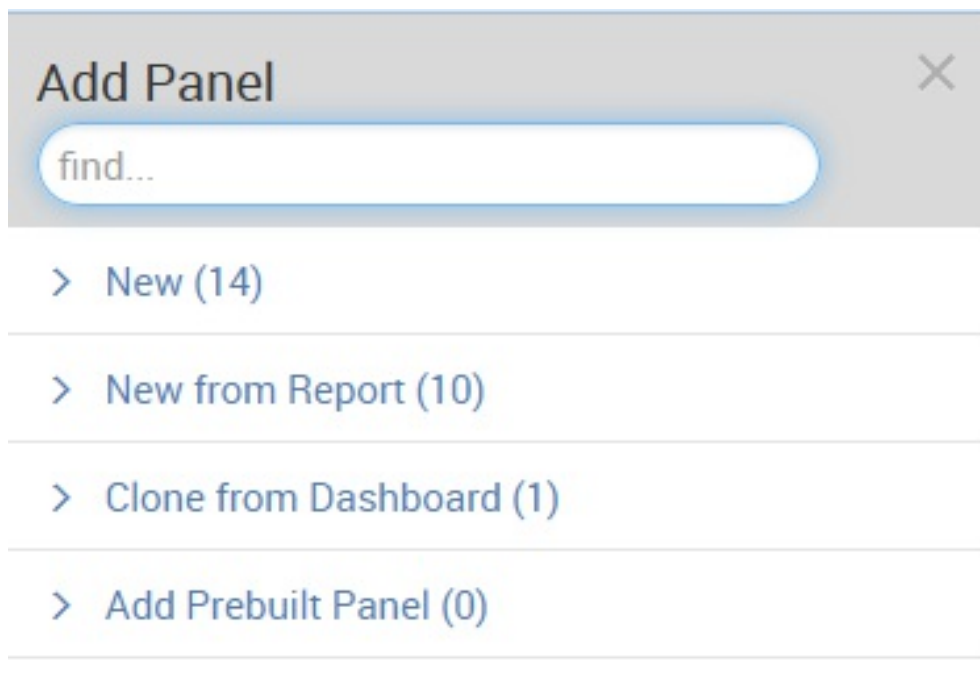 Add Panel
find...
New (14)
New from Report (10)
Clone from Dashboard (1)
Add Prebuilt Panel (0)